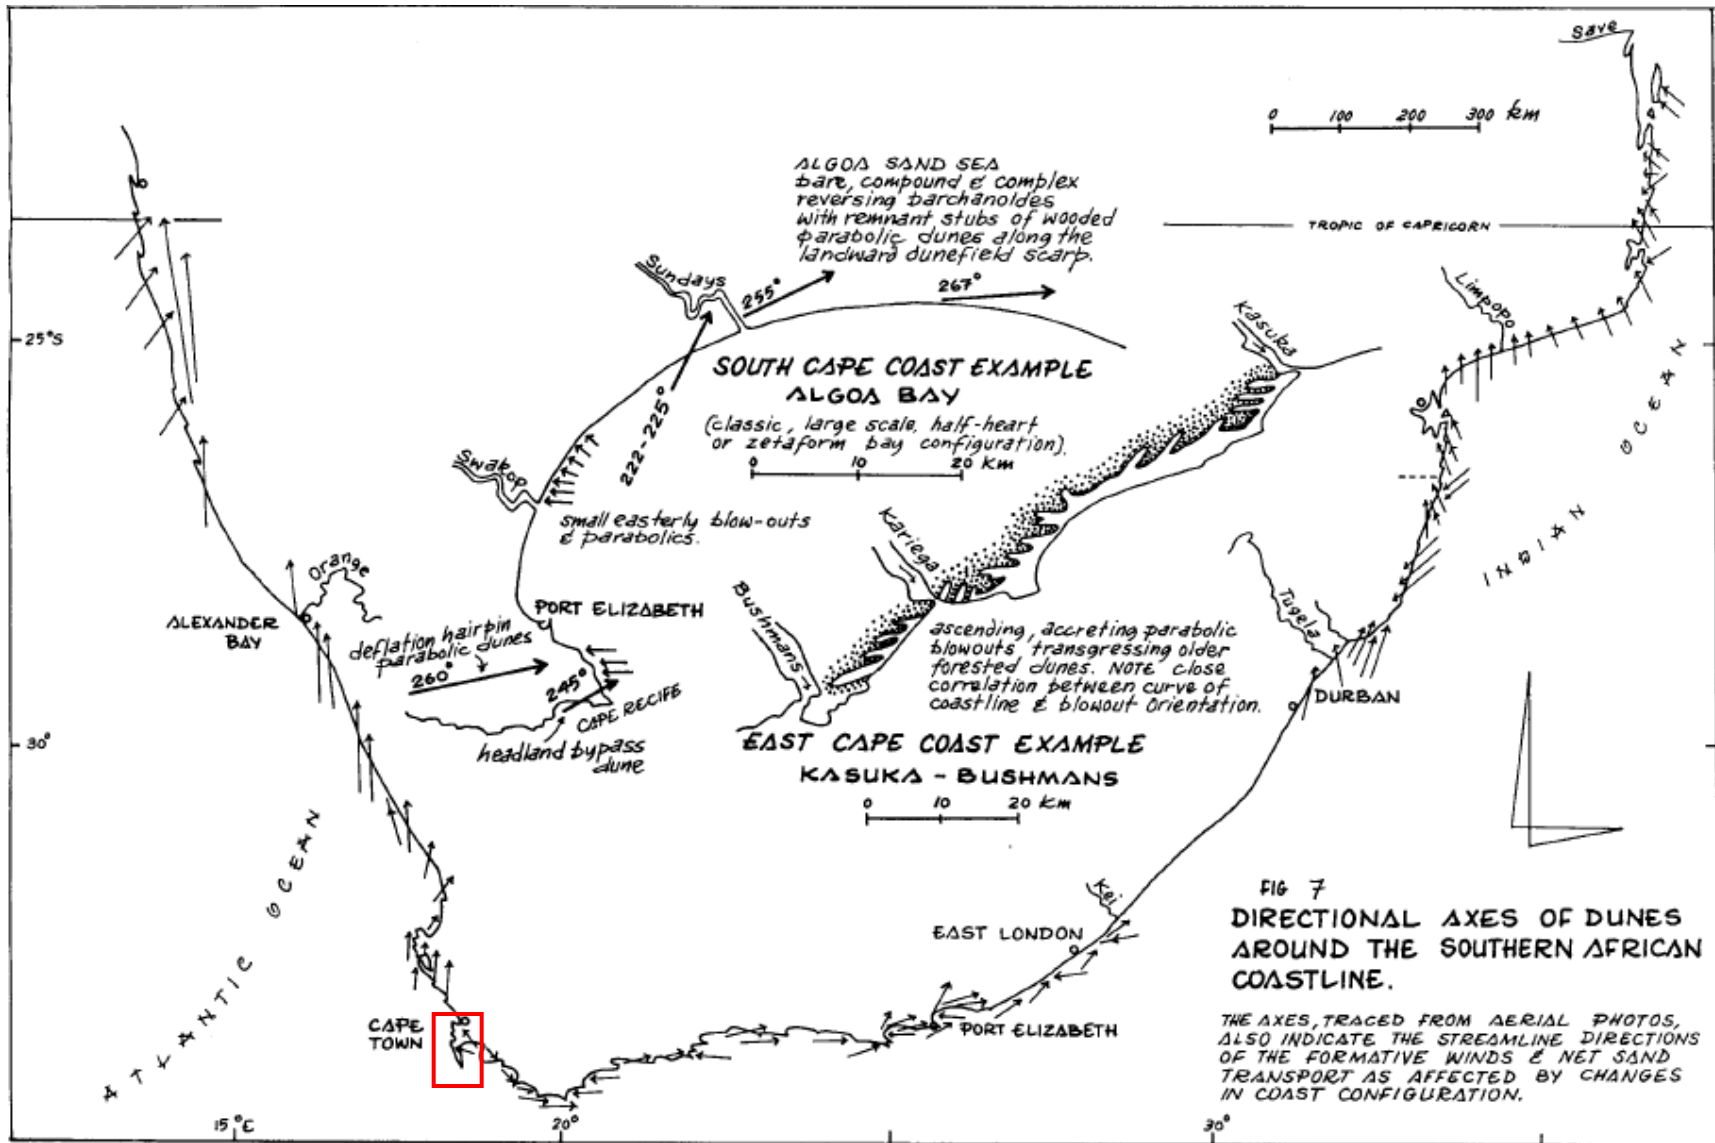 Save
0 100 200 300 km
ALGOA SAND SEA
bare, compound & complex
reversing barchanoldes
with remnant stubs of wooded
parabolic dunes along the
landward dunefield scarp.
TROPIC OF CAPRICORN
Sundays
255°
267°
Limpopo
Kasuka
25°S
SOUTH CAPE COAST EXAMPLE
ALGOA BAY
(classic, large scale, half-heart
or zetaform bay configuration).
0 10 20 km
222-225°
Swakop
small easterly blow-outs
& parabolics.
INDIAN OCEAN
Kariega
Orange
Bushmans
Tugela
ALEXANDER
BAY
PORT ELIZABETH
deflation hairpin
parabolic dunes
260°
245°
CAPE RECIFE
headland bypass
dune
ascending, accreting parabolic
blowouts, transgressing older
forested dunes. NOTE close
correlation between curve of
coastline & blowout orientation.
DURBAN
30°
EAST CAPE COAST EXAMPLE
KASUKA - BUSHMANS
0 10 20 km
ATLANTIC OCEAN
Kei
EAST LONDON
FIG 7
DIRECTIONAL AXES OF DUNES
AROUND THE SOUTHERN AFRICAN
COASTLINE.
CAPE
TOWN
PORT ELIZABETH
THE AXES, TRACED FROM AERIAL PHOTOS,
ALSO INDICATE THE STREAMLINE DIRECTIONS
OF THE FORMATIVE WINDS & NET SAND
TRANSPORT AS AFFECTED BY CHANGES
IN COAST CONFIGURATION.
15°E 20° 30°